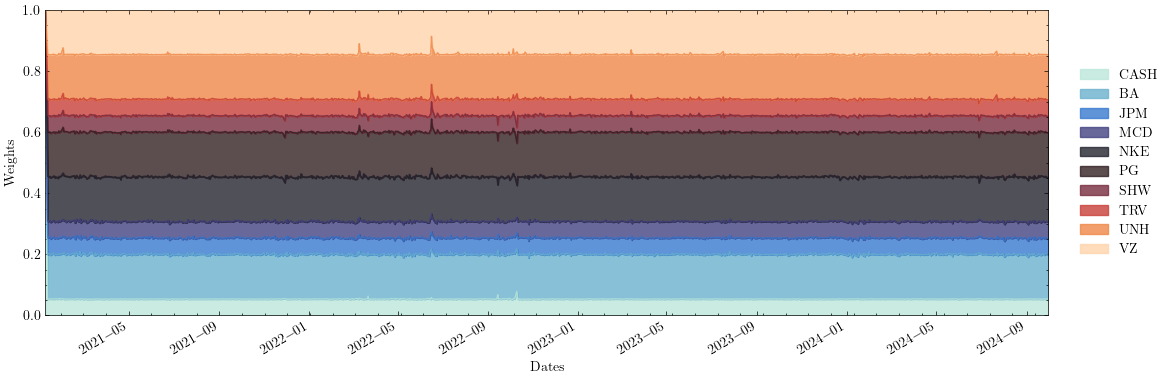 1.0
0.8
0.6
0.4
0.2
0.0
Weights
2021−05
2021−09
2022−01
2022−05
2022−09
2023−01
2023−05
2023−09
2024−01
2024−05
2024−09
Dates
CASH
BA
JPM
MCD
NKE
PG
SHW
TRV
UNH
VZ